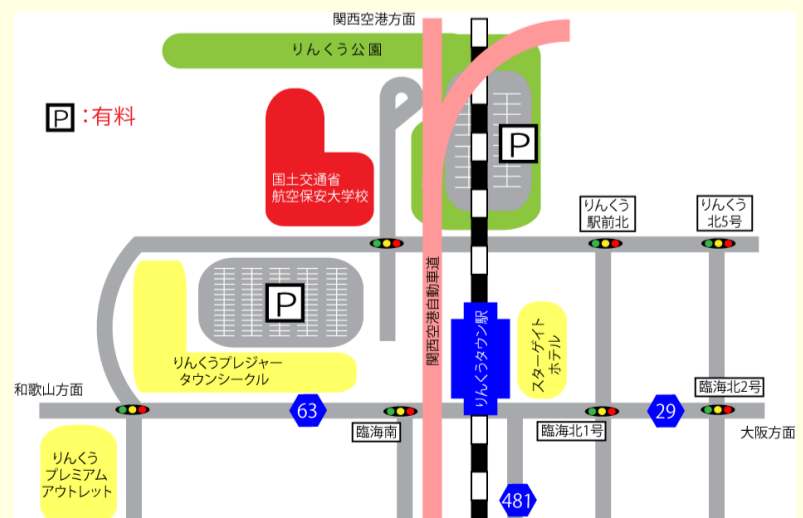 関西空港方面
りんくう公園
P:有料
P
国土交通省
航空保安大学校
りんくう
駅前北
りんくう
北5号
P
関西空港自動車道
りんくうタウン駅
スターゲイト
ホテル
りんくうプレジャー
タウンシークル
和歌山方面
63
臨海南
臨海北1号
29
臨海北2号
大阪方面
りんくう
プレミアム
アウトレット
481